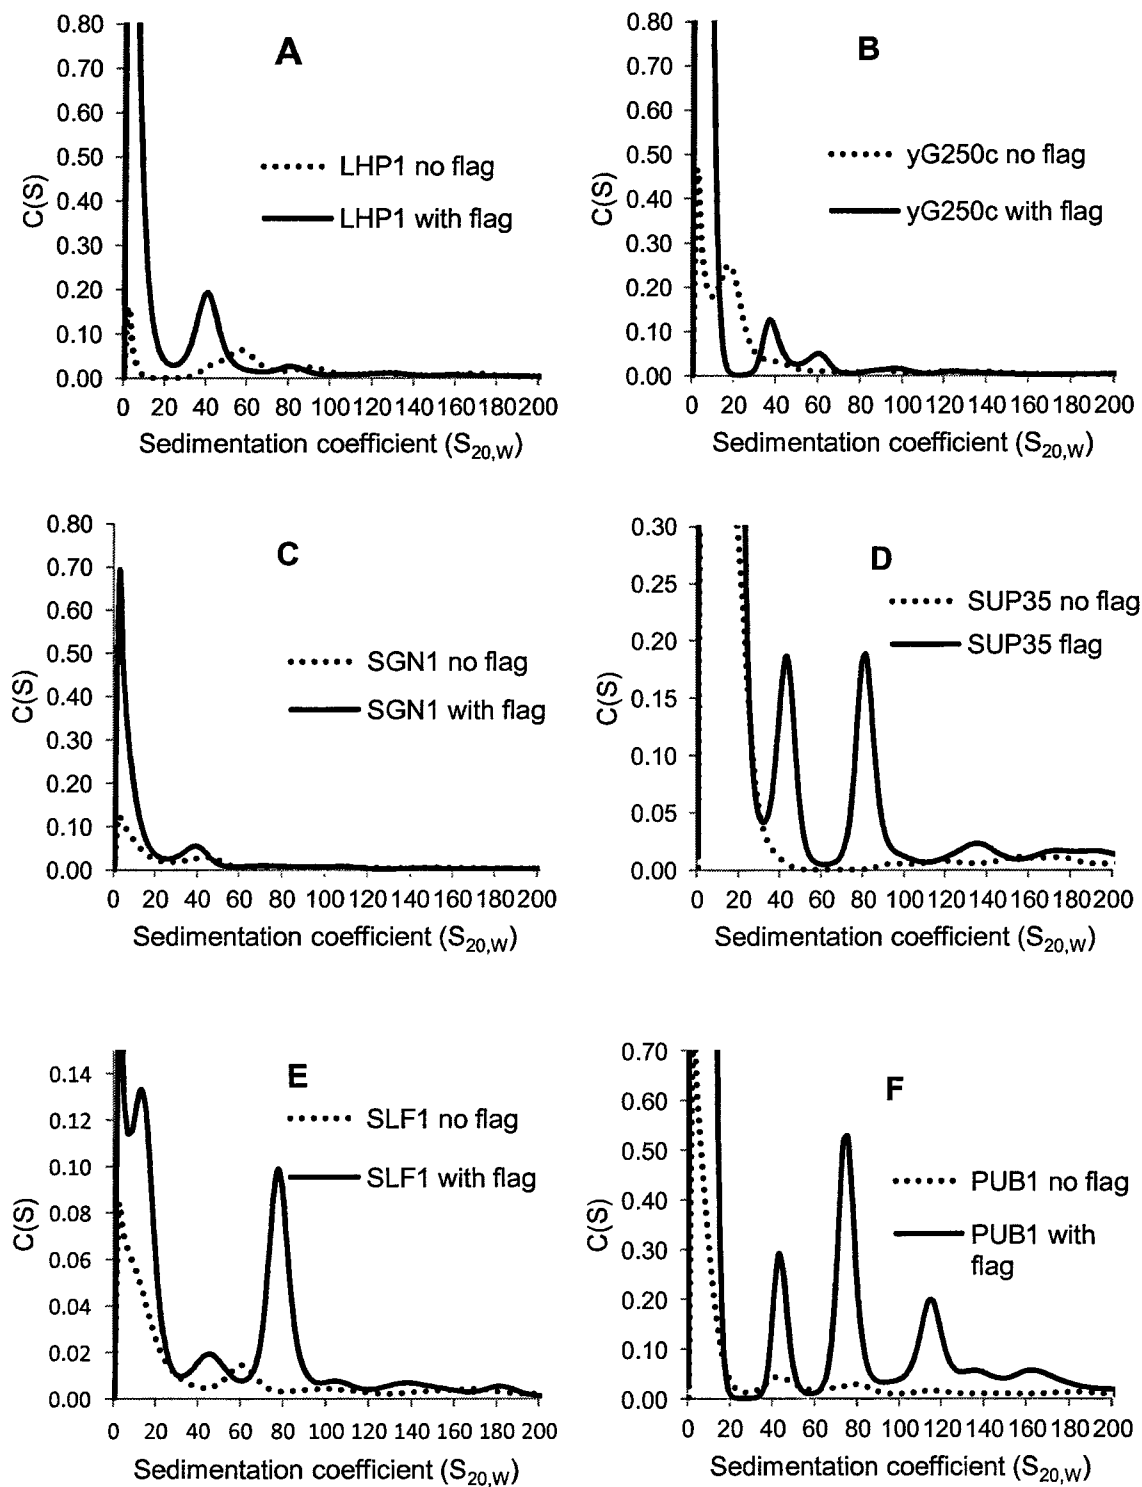 A
0.80
0.70
0.60
0.50
0.40
0.30
0.20
0.10
0.00
C(S)
LHP1 no flag
LHP1 with flag
0 20 40 60 80 100 120 140 160 180 200
Sedimentation coefficient (S20,W)
B
0.80
0.70
0.60
0.50
0.40
0.30
0.20
0.10
0.00
C(S)
yG250c no flag
yG250c with flag
0 20 40 60 80 100 120 140 160 180 200
Sedimentation coefficient (S20,W)
C
0.80
0.70
0.60
0.50
0.40
0.30
0.20
0.10
0.00
C(S)
SGN1 no flag
SGN1 with flag
0 20 40 60 80 100 120 140 160 180 200
Sedimentation coefficient (S20,W)
D
0.30
0.25
0.20
0.15
0.10
0.05
0.00
C(S)
SUP35 no flag
SUP35 flag
0 20 40 60 80 100 120 140 160 180 200
Sedimentation coefficient (S20,W)
E
0.14
0.12
0.10
0.08
0.06
0.04
0.02
0.00
C(S)
SLF1 no flag
SLF1 with flag
0 20 40 60 80 100 120 140 160 180 200
Sedimentation coefficient (S20,W)
F
0.70
0.60
0.50
0.40
0.30
0.20
0.10
0.00
C(S)
PUB1 no flag
PUB1 with
flag
0 20 40 60 80 100 120 140 160 180 200
Sedimentation coefficient (S20,W)